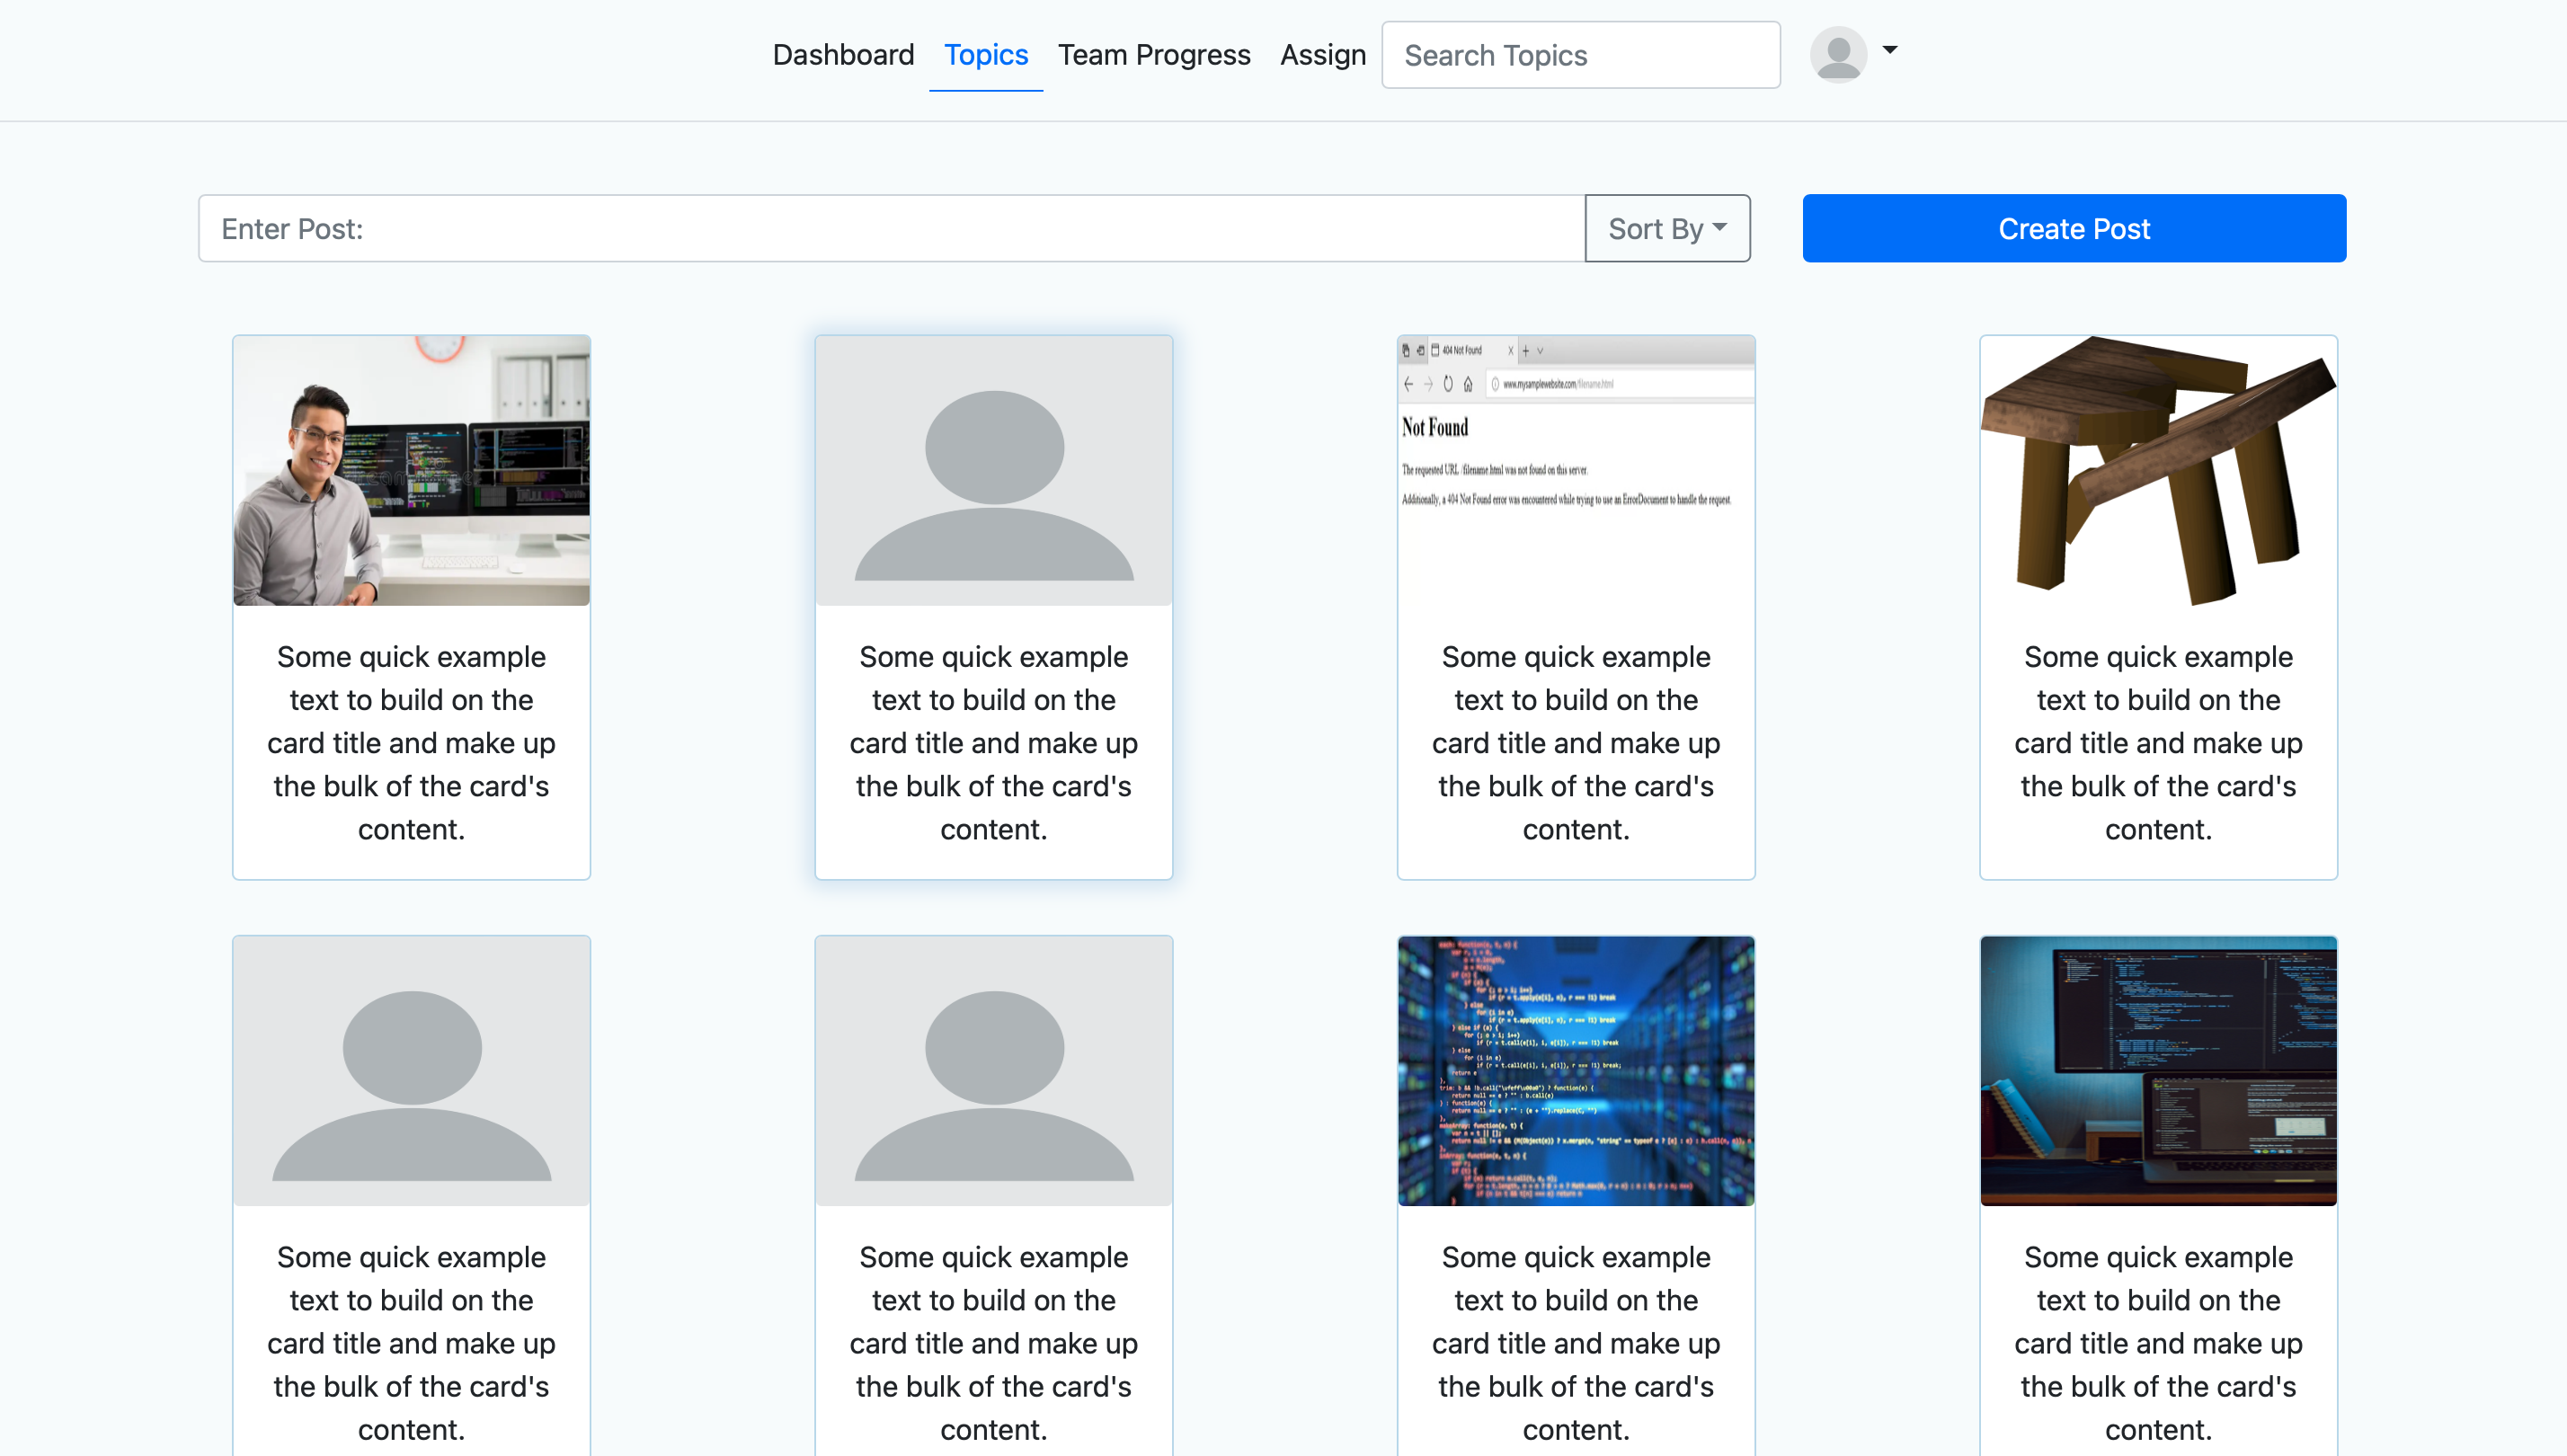 Dashboard Topics Team Progress Assign Search Topics
Enter Post: Sort By Create Post
404 Not Found
www.mysamplewebsite.com/filename.html
Not Found
The requested URL /filename.html was not found on this server.
Additionally, a 404 Not Found error was encountered while trying to use an ErrorDocument to handle the request.
Some quick example
text to build on the
card title and make up
the bulk of the card's
content.
Some quick example
text to build on the
card title and make up
the bulk of the card's
content.
Some quick example
text to build on the
card title and make up
the bulk of the card's
content.
Some quick example
text to build on the
card title and make up
the bulk of the card's
content.
Some quick example
text to build on the
card title and make up
the bulk of the card's
content.
Some quick example
text to build on the
card title and make up
the bulk of the card's
content.
Some quick example
text to build on the
card title and make up
the bulk of the card's
content.
Some quick example
text to build on the
card title and make up
the bulk of the card's
content.